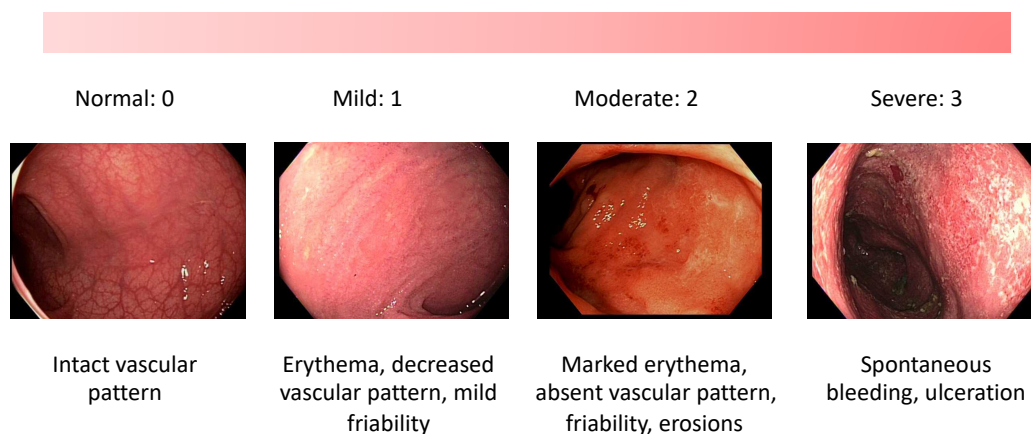 Normal: 0
Mild: 1
Moderate: 2
Severe: 3
Intact vascular
pattern
Erythema, decreased
vascular pattern, mild
friability
Marked erythema,
absent vascular pattern,
friability, erosions
Spontaneous
bleeding, ulceration